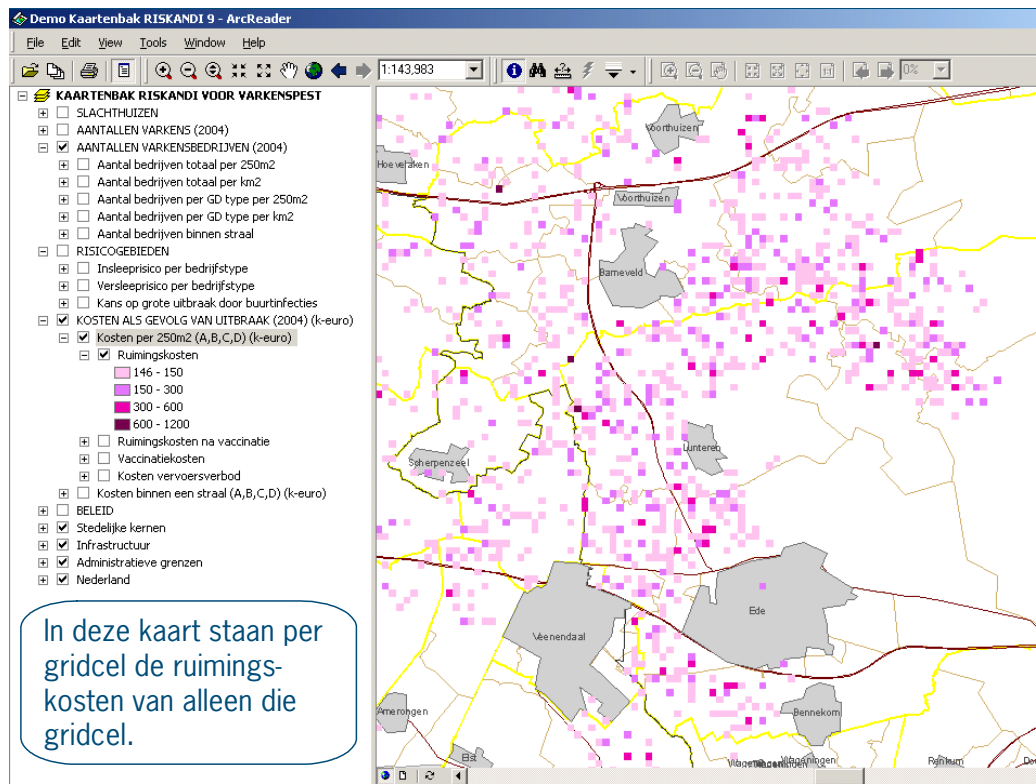 Demo Kaartenbak RISKANDI 9 - ArcReader
File Edit View Tools Window Help
1:143,983
1:1
0%
KAARTENBAK RISKANDI VOOR VARKENSPEST
SLACHTHUIZEN
AANTALLEN VARKENS (2004)
AANTALLEN VARKENSBEDRIJVEN (2004)
Aantal bedrijven totaal per 250m2
Aantal bedrijven totaal per km2
Aantal bedrijven per GD type per 250m2
Aantal bedrijven per GD type per km2
Aantal bedrijven binnen straal
RISICOGEBIEDEN
Insleeprisico per bedrijfstype
Versleeprisico per bedrijfstype
Kans op grote uitbraak door buurtinfecties
KOSTEN ALS GEVOLG VAN UITBRAAK (2004) (k-euro)
Kosten per 250m2 (A,B,C,D) (k-euro)
Ruimingskosten
146 - 150
150 - 300
300 - 600
600 - 1200
Ruimingskosten na vaccinatie
Vaccinatiekosten
Kosten vervoersverbod
Kosten binnen een straal (A,B,C,D) (k-euro)
BELEID
Stedelijke kernen
Infrastructuur
Administratieve grenzen
Nederland
In deze kaart staan per
gridcel de ruimings-
kosten van alleen die
gridcel.
Voorthuizen
Hoevelaken
Voorthuizen
Barneveld
Lunteren
Scherpenzeel
Ede
Veenendaal
Amerongen
Bennekom
Elst
Wageningen
Renkum